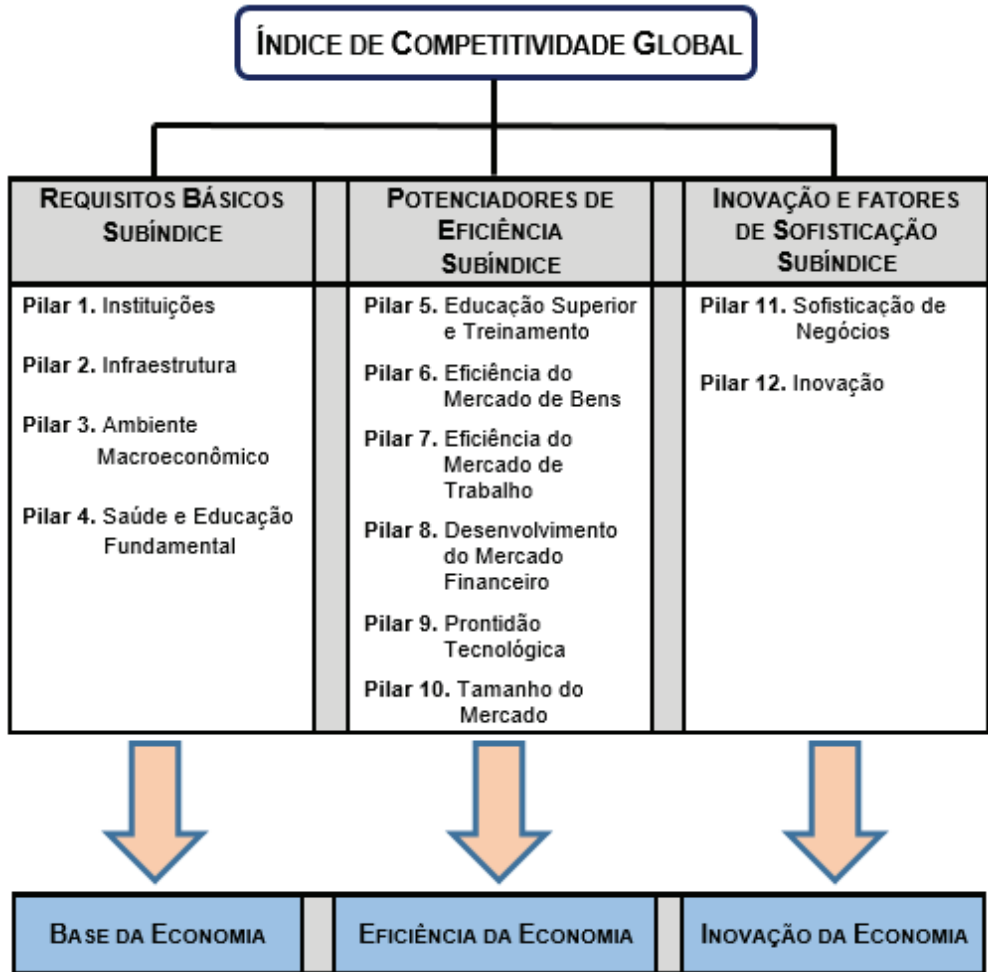 ÍNDICE DE COMPETITIVIDADE GLOBAL
REQUISITOS BÁSICOS
SUBÍNDICE
Pilar 1. Instituições
Pilar 2. Infraestrutura
Pilar 3. Ambiente
Macroeconômico
Pilar 4. Saúde e Educação
Fundamental
POTENCIADORES DE
EFICIÊNCIA
SUBÍNDICE
Pilar 5. Educação Superior
e Treinamento
Pilar 6. Eficiência do
Mercado de Bens
Pilar 7. Eficiência do
Mercado de
Trabalho
Pilar 8. Desenvolvimento
do Mercado
Financeiro
Pilar 9. Prontidão
Tecnológica
Pilar 10. Tamanho do
Mercado
INOVAÇÃO E FATORES
DE SOFISTICAÇÃO
SUBÍNDICE
Pilar 11. Sofisticação de
Negócios
Pilar 12. Inovação
BASE DA ECONOMIA
EFICIÊNCIA DA ECONOMIA
INOVAÇÃO DA ECONOMIA